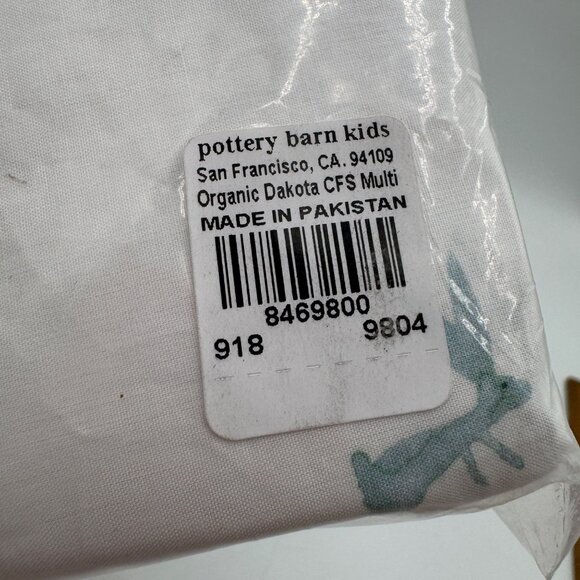 pottery barn kids
San Francisco, CA. 94109
Organic Dakota CFS Multi
MADE IN PAKISTAN
8469800
918 9804